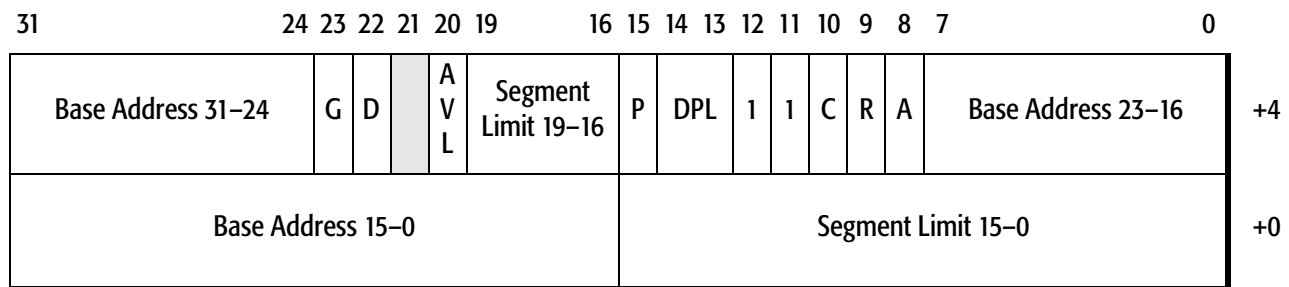 31 24 23 22 21 20 19 16 15 14 13 12 11 10 9 8 7 0
Base Address 31–24 G D A V L Segment Limit 19–16 P DPL 1 1 C R A Base Address 23–16 +4
Base Address 15–0 Segment Limit 15–0 +0